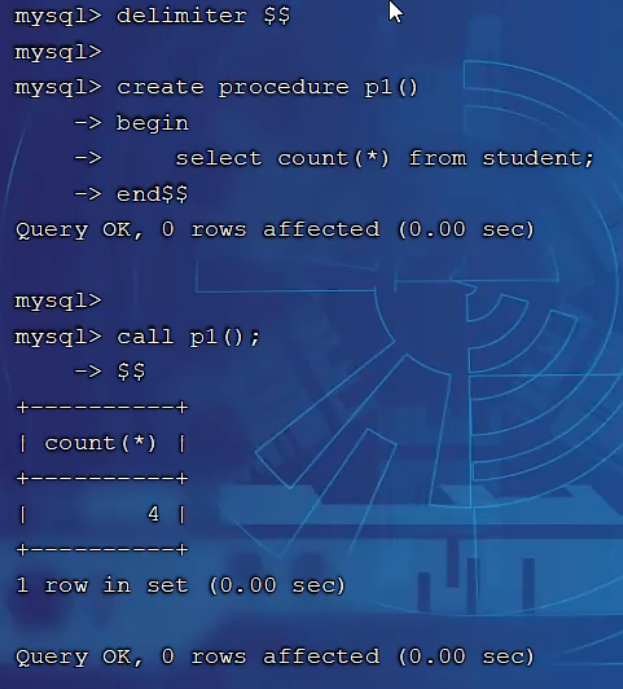 mysql> delimiter $$
mysql>
mysql> create procedure p1()
    -> begin
    ->     select count(*) from student;
    -> end$$
Query OK, 0 rows affected (0.00 sec)

mysql>
mysql> call p1();
    -> $$
+----------+
| count(*) |
+----------+
|        4 |
+----------+
1 row in set (0.00 sec)

Query OK, 0 rows affected (0.00 sec)